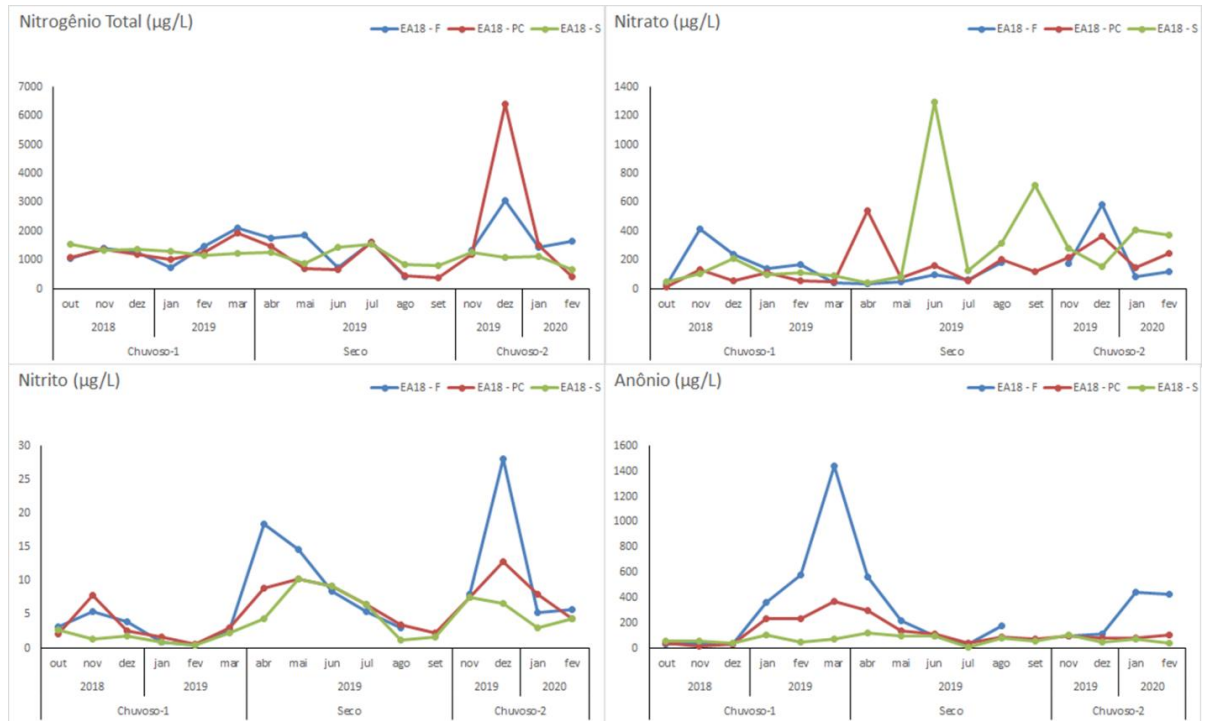 Nitrogênio Total (µg/L)
EA18 - F EA18 - PC EA18 - S
7000
6000
5000
4000
3000
2000
1000
0
out nov dez jan fev mar abr mai jun jul ago set nov dez jan fev
2018 2019 2019 2019 2020
Chuvoso-1 Seco Chuvoso-2
Nitrato (µg/L)
EA18 - F EA18 - PC EA18 - S
1400
1200
1000
800
600
400
200
0
out nov dez jan fev mar abr mai jun jul ago set nov dez jan fev
2018 2019 2019 2019 2020
Chuvoso-1 Seco Chuvoso-2
Nitrito (µg/L)
EA18 - F EA18 - PC EA18 - S
30
25
20
15
10
5
0
out nov dez jan fev mar abr mai jun jul ago set nov dez jan fev
2018 2019 2019 2019 2020
Chuvoso-1 Seco Chuvoso-2
Anônio (µg/L)
EA18 - F EA18 - PC EA18 - S
1600
1400
1200
1000
800
600
400
200
0
out nov dez jan fev mar abr mai jun jul ago set nov dez jan fev
2018 2019 2019 2019 2020
Chuvoso-1 Seco Chuvoso-2